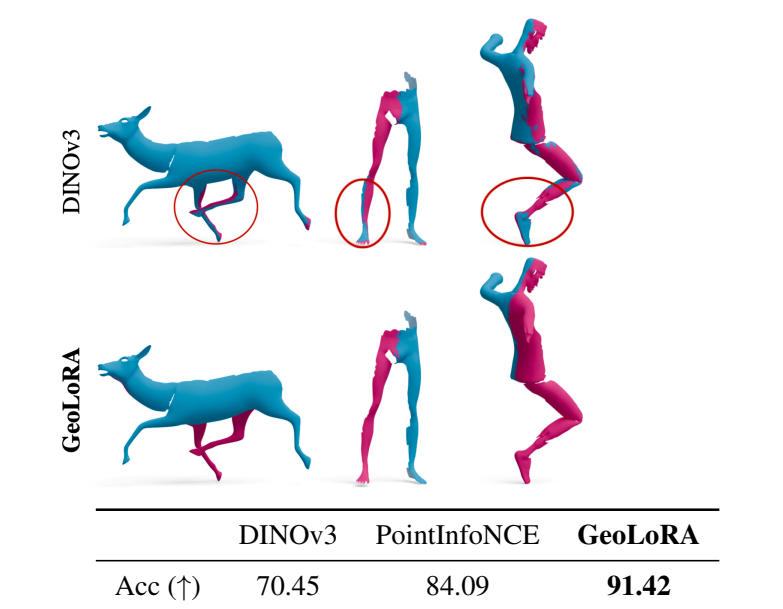 DINOv3
GeoLoRA
DINOv3 PointInfoNCE GeoLoRA
Acc (↑) 70.45 84.09 91.42